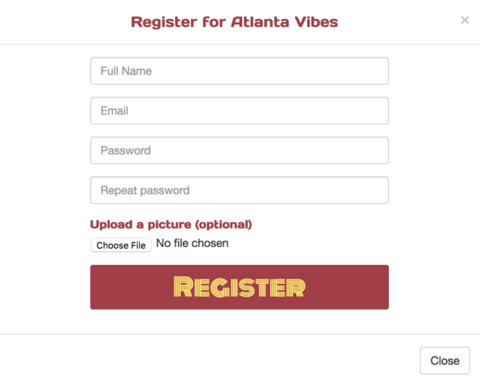 Register for Atlanta Vibes
×
Full Name
Email
Password
Repeat password
Upload a picture (optional)
Choose File No file chosen
REGISTER
Close